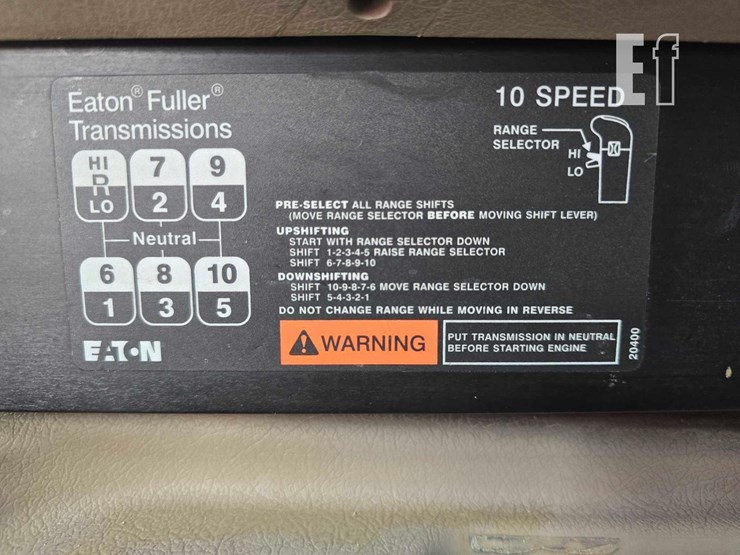 Ef
Eaton® Fuller®
Transmissions
10 SPEED
RANGE
SELECTOR
HI
LO
HI
R
LO
7
2
9
4
Neutral
6
1
8
3
10
5
PRE-SELECT ALL RANGE SHIFTS
(MOVE RANGE SELECTOR BEFORE MOVING SHIFT LEVER)
UPSHIFTING
START WITH RANGE SELECTOR DOWN
SHIFT 1-2-3-4-5 RAISE RANGE SELECTOR
SHIFT 6-7-8-9-10
DOWNSHIFTING
SHIFT 10-9-8-7-6 MOVE RANGE SELECTOR DOWN
SHIFT 5-4-3-2-1
DO NOT CHANGE RANGE WHILE MOVING IN REVERSE
EATON
WARNING
PUT TRANSMISSION IN NEUTRAL
BEFORE STARTING ENGINE
20400